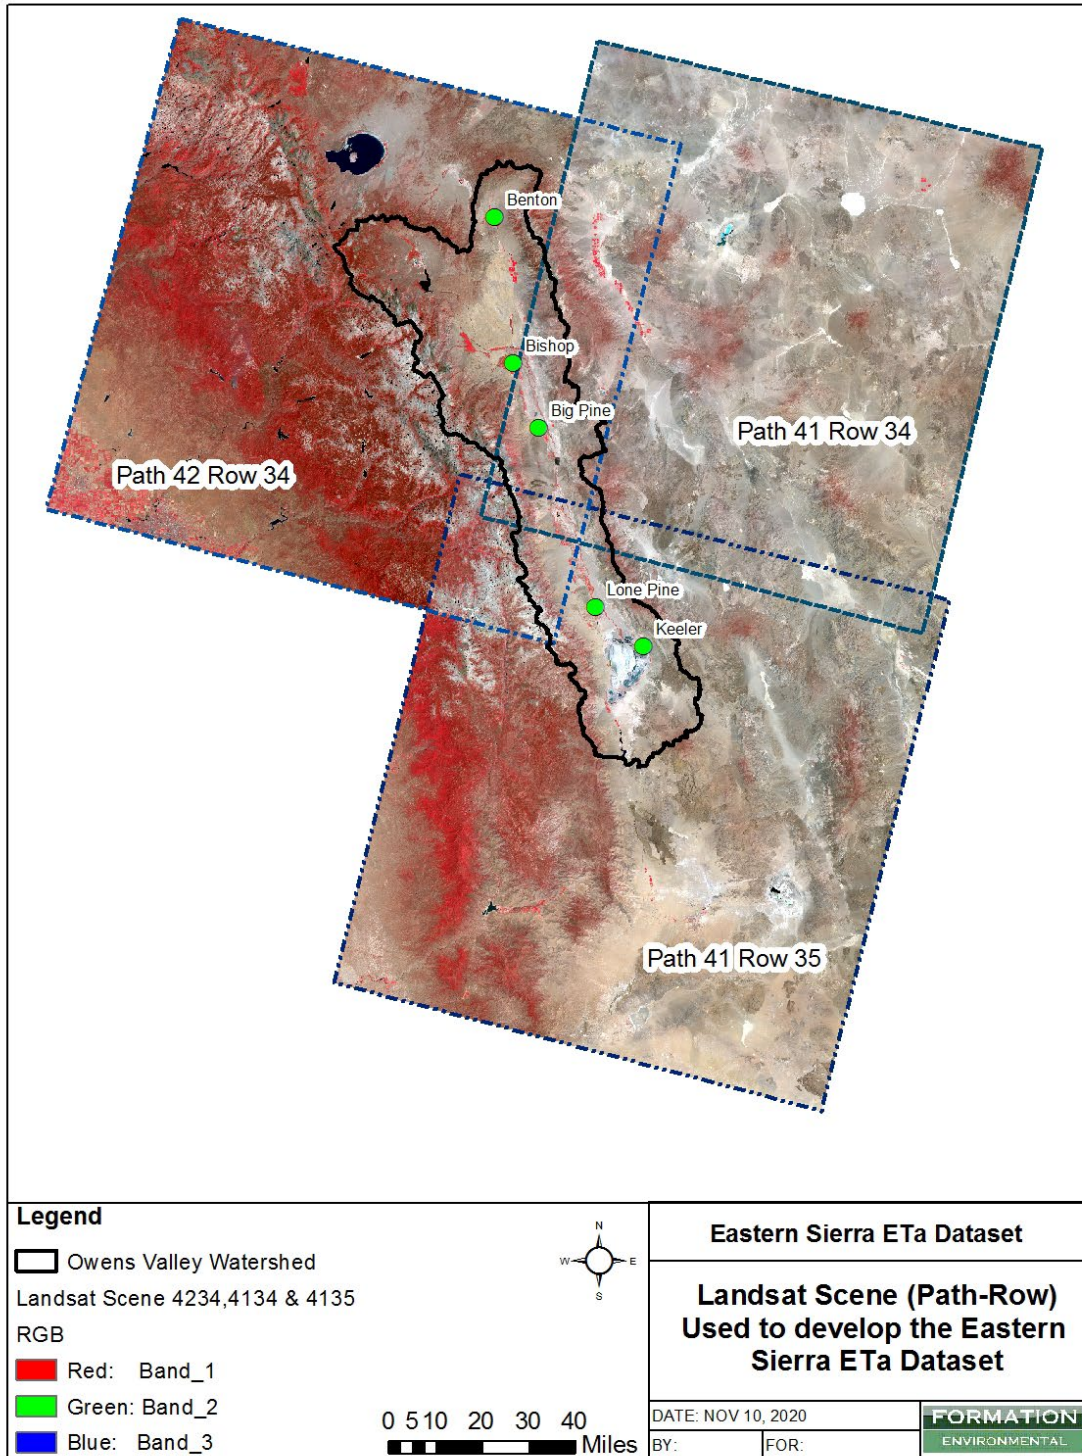 Benton
Bishop
Big Pine
Path 41 Row 34
Path 42 Row 34
Lone Pine
Keeler
Path 41 Row 35
Legend
Owens Valley Watershed
Landsat Scene 4234,4134 & 4135
RGB
Red: Band_1
Green: Band_2
Blue: Band_3
N
W E
S
0 5 10 20 30 40
Miles
Eastern Sierra ETa Dataset
Landsat Scene (Path-Row)
Used to develop the Eastern
Sierra ETa Dataset
DATE: NOV 10, 2020
BY: FOR:
FORMATION
ENVIRONMENTAL